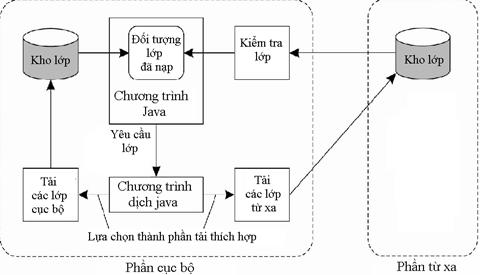 Kho lớp
Đối tượng
lớp
đã nạp
Kiểm tra
lớp
Kho lớp
Chương trình
Java
Yêu cầu
lớp
Tải
các lớp
cục bộ
Chương trình
dịch java
Tải
các lớp
từ xa
Lựa chọn thành phần tải thích hợp
Phần cục bộ
Phần từ xa